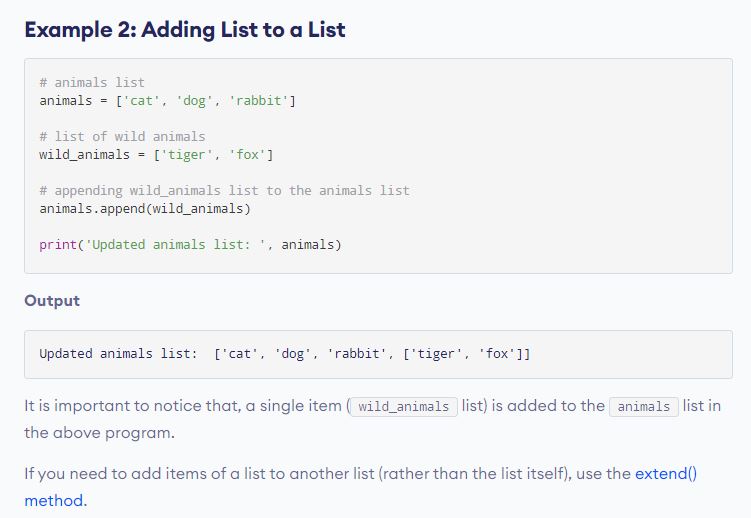 Example 2: Adding List to a List
# animals list
animals = ['cat', 'dog', 'rabbit']
# list of wild animals
wild_animals = ['tiger', 'fox']
# appending wild_animals list to the animals list
animals.append(wild_animals)
print('Updated animals list: ', animals)
Output
Updated animals list:  ['cat', 'dog', 'rabbit', ['tiger', 'fox']]
It is important to notice that, a single item ( wild_animals list) is added to the animals list in
the above program.
If you need to add items of a list to another list (rather than the list itself), use the extend()
method.